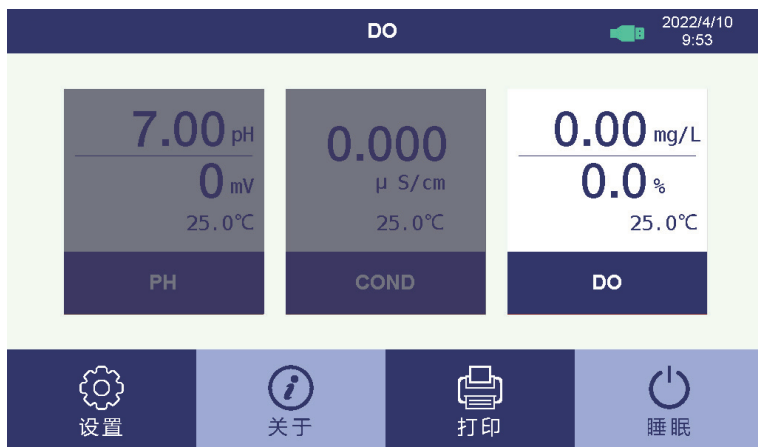 DO
2022/4/10
9:53
7.00 pH
0 mV
25.0℃
PH
0.000
μ S/cm
25.0℃
COND
0.00 mg/L
0.0 %
25.0℃
DO
设置
关于
打印
睡眠